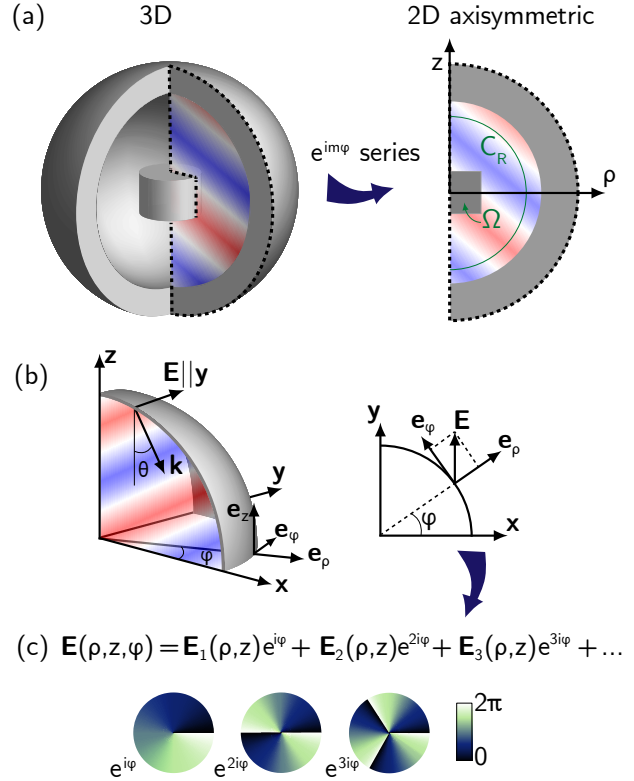 (a) 3D 2D axisymmetric
z
e^{imφ} series
C_R
ρ
Ω
(b)
z
E||y
θ
k
y
e_z
e_φ
e_ρ
φ
x
y
e_φ
E
e_ρ
φ
x
(c) E(ρ,z,φ) = E_1(ρ,z)e^{iφ} + E_2(ρ,z)e^{2iφ} + E_3(ρ,z)e^{3iφ} + ...
2π
e^{iφ} e^{2iφ} e^{3iφ} 0